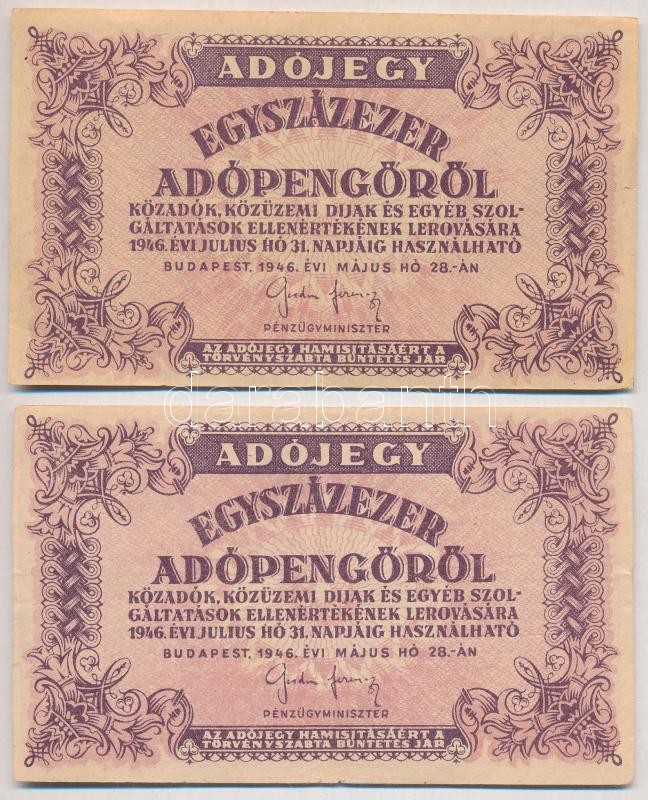 ADÓJEGY
EGYSZÁZEZER
ADÓPENGŐRŐL
KÖZADÓK, KÖZÜZEMI DIJAK ÉS EGYÉB SZOL-
GÁLTATÁSOK ELLENÉRTÉKÉNEK LEROVÁSÁRA
1946. ÉVI JULIUS HÓ 31. NAPJÁIG HASZNÁLHATÓ
BUDAPEST, 1946. ÉVI MÁJUS HÓ 28.-ÁN
PÉNZÜGYMINISZTER
AZ ADÓJEGY HAMISITÁSAÉRT A
TÖRVÉNYSZABTA BÜNTETÉS JÁR
darabanth
ADÓJEGY
EGYSZÁZEZER
ADÓPENGŐRŐL
KÖZADÓK, KÖZÜZEMI DIJAK ÉS EGYÉB SZOL-
GÁLTATÁSOK ELLENÉRTÉKÉNEK LEROVÁSÁRA
1946. ÉVI JULIUS HÓ 31. NAPJÁIG HASZNÁLHATÓ
BUDAPEST, 1946. ÉVI MÁJUS HÓ 28.-ÁN
PÉNZÜGYMINISZTER
AZ ADÓJEGY HAMISITÁSAÉRT A
TÖRVÉNYSZABTA BÜNTETÉS JÁR